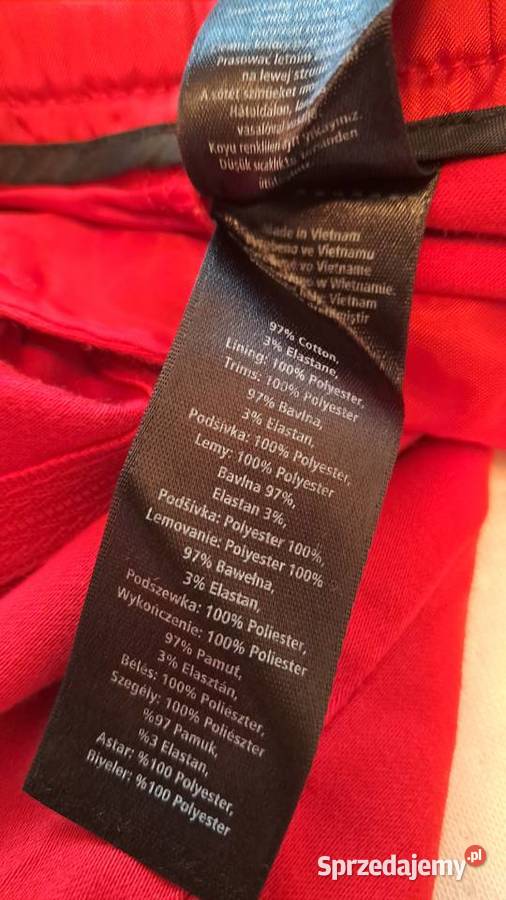 Prasować letnim
na lewej stronie
A sötét színeket
Hátoldalán,
Koyu renkleri ayrı yıkayınız.
Düşük
Made in Vietnam
ve Vietnamu
vo Vietname
w Wietnamie.
Vietnam
97% Cotton,
3% Elastane,
Lining: 100% Polyester,
Trims: 100% Polyester
97% Bavlna,
3% Elastan,
Podšívka: 100% Polyester,
Lemy: 100% Polyester
Bavlna 97%,
Elastan 3%,
Podšívka: Polyester 100%,
Lemovanie: Polyester 100%
97% Bawełna,
3% Elastan,
Podszewka: 100% Poliester,
Wykończenie: 100% Poliester
97% Pamut,
3% Elasztán,
Bélés: 100% Poliészter,
Szegély: 100% Poliészter
%97 Pamuk,
%3 Elastan,
Astar: %100 Polyester,
Biyeler: %100 Polyester
Sprzedajemy.pl